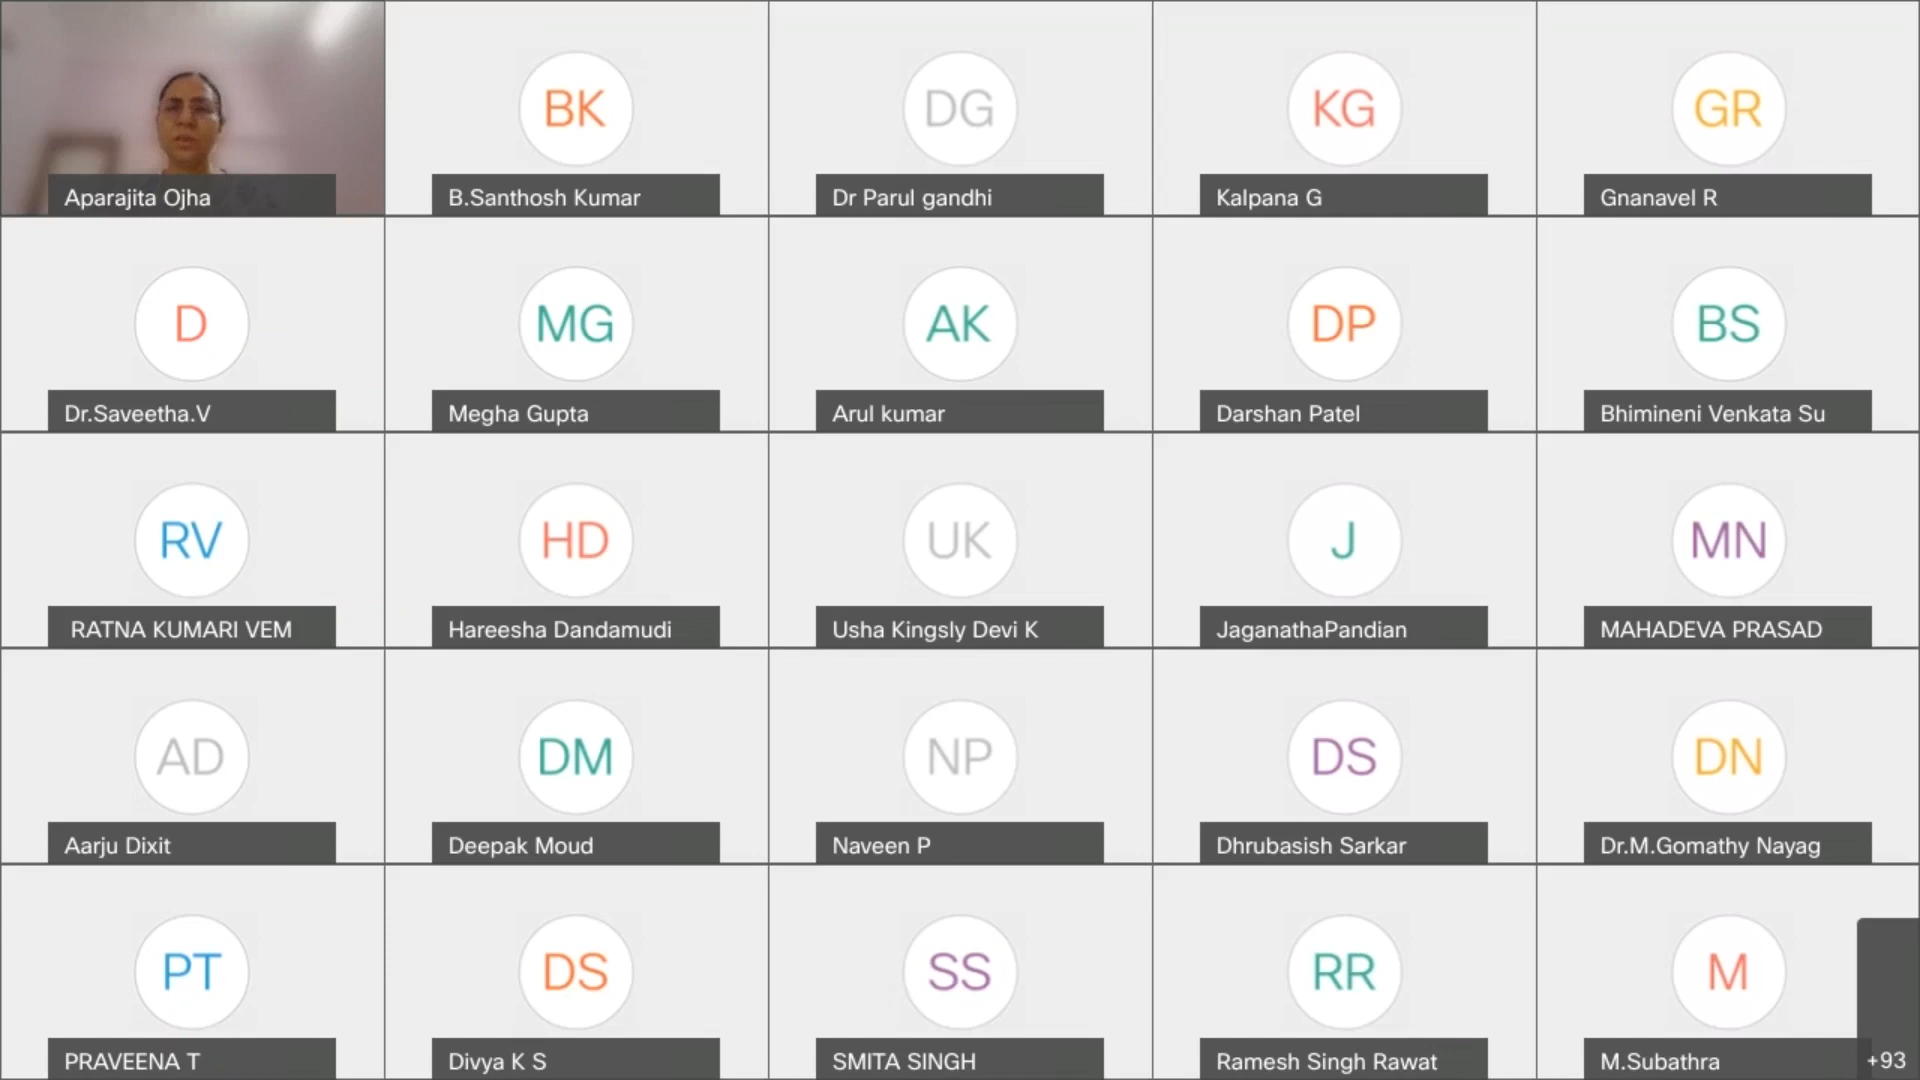 Aparajita Ojha
BK
B.Santhosh Kumar
DG
Dr Parul gandhi
KG
Kalpana G
GR
Gnanavel R
D
Dr.Saveetha.V
MG
Megha Gupta
AK
Arul kumar
DP
Darshan Patel
BS
Bhimineni Venkata Su
RV
RATNA KUMARI VEM
HD
Hareesha Dandamudi
UK
Usha Kingsly Devi K
J
JaganathaPandian
MN
MAHADEVA PRASAD
AD
Aarju Dixit
DM
Deepak Moud
NP
Naveen P
DS
Dhrubasish Sarkar
DN
Dr.M.Gomathy Nayag
PT
PRAVEENA T
DS
Divya K S
SS
SMITA SINGH
RR
Ramesh Singh Rawat
M
M.Subathra
+93